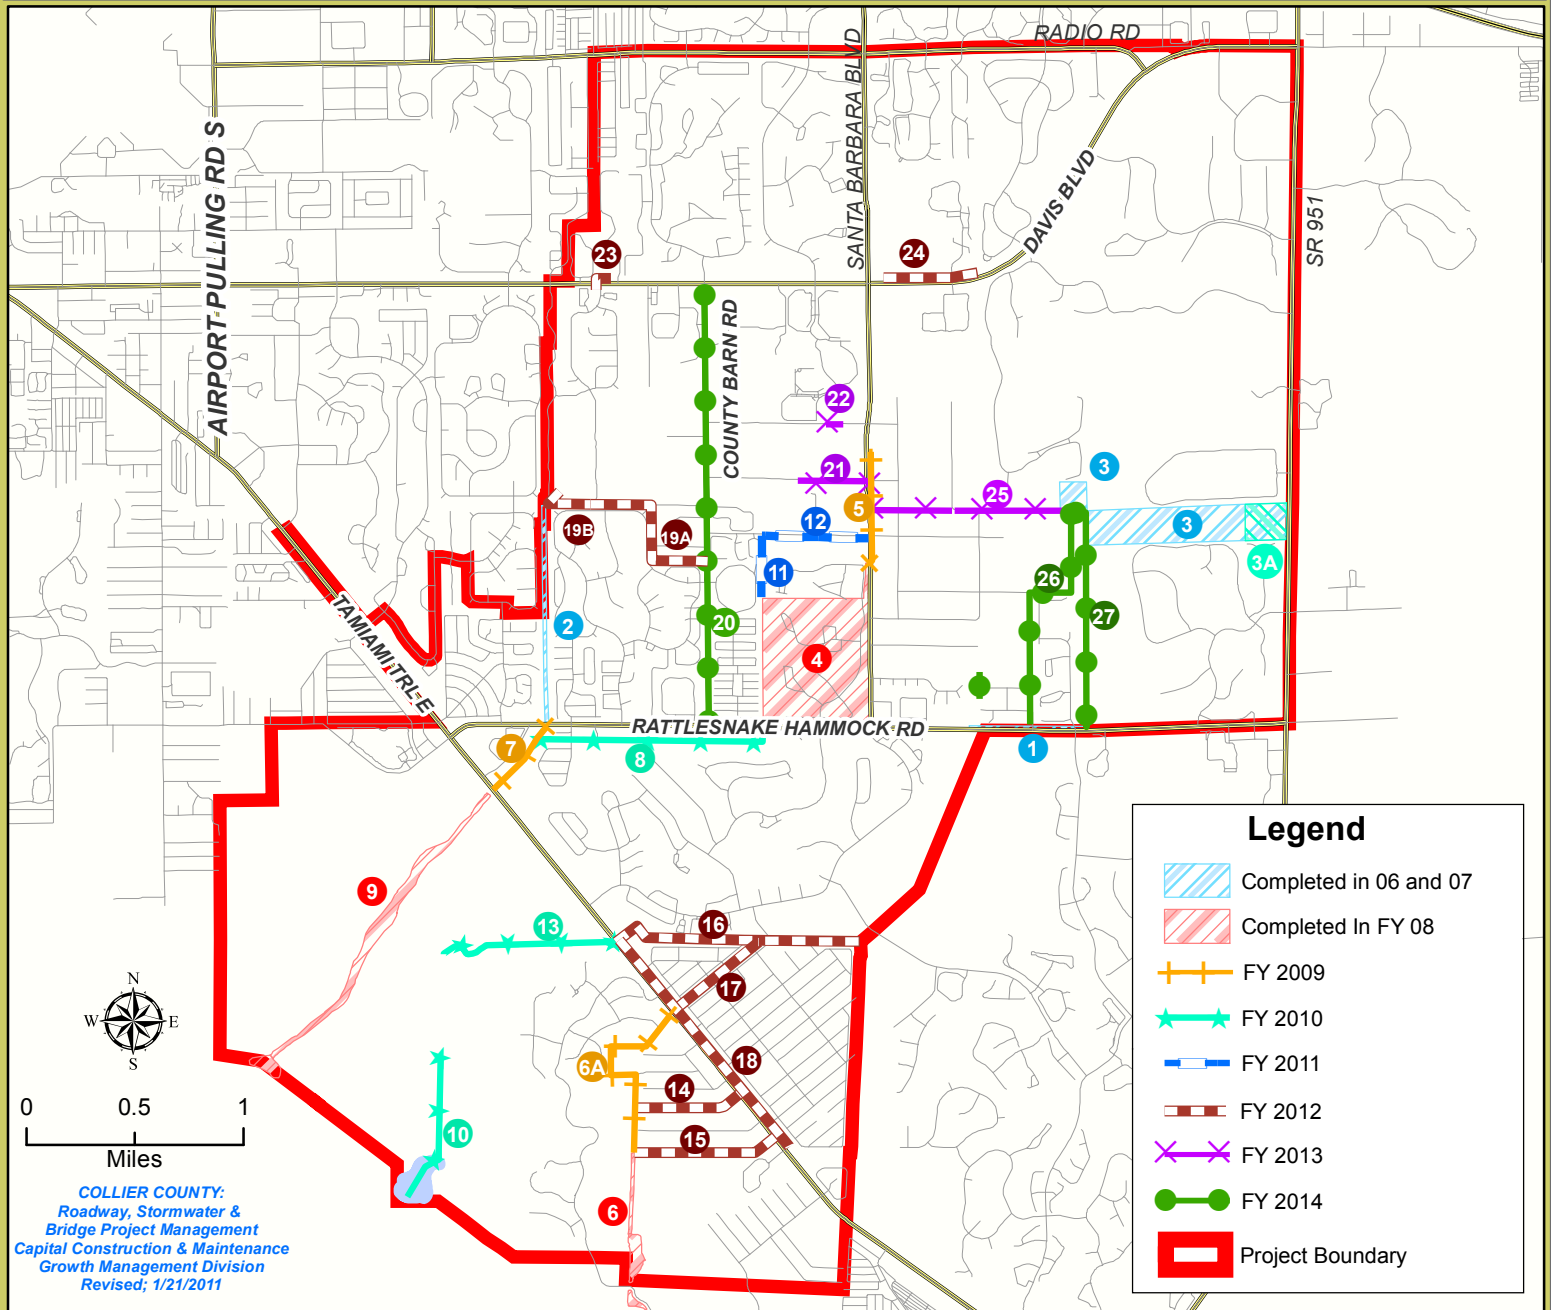 RADIO RD
SANTA BARBARA BLVD
AIRPORT-PULLING RD S
DAVIS BLVD
SR 951
23
24
COUNTY BARN RD
22
21
3
25
5
12
3
19B
19A
3A
11
26
2
27
20
4
TAMIAMI TRL E
RATTLESNAKE HAMMOCK RD
7
8
1
9
16
13
17
18
6A
14
10
15
6
N
W
E
S
0
0.5
1
Miles
COLLIER COUNTY:
Roadway, Stormwater &
Bridge Project Management
Capital Construction & Maintenance
Growth Management Division
Revised; 1/21/2011
Legend
Completed in 06 and 07
Completed In FY 08
FY 2009
FY 2010
FY 2011
FY 2012
FY 2013
FY 2014
Project Boundary